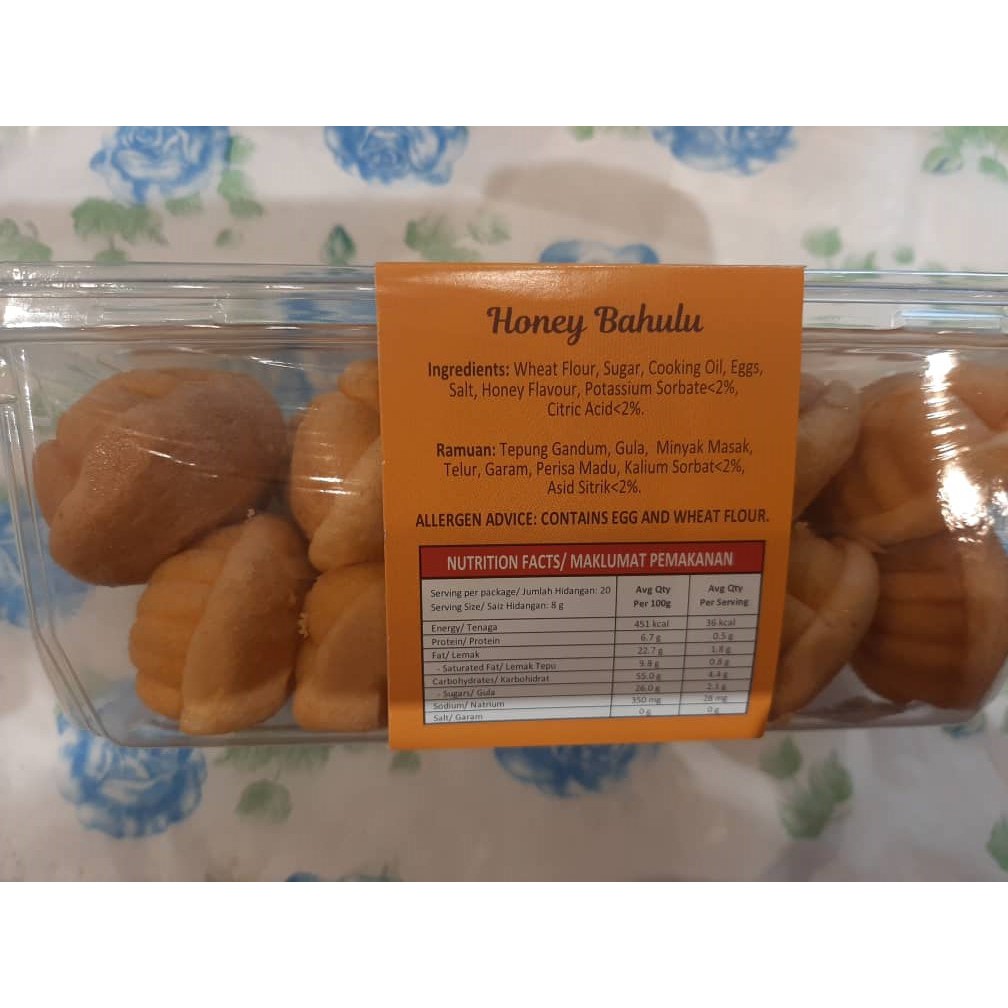 Honey Bahulu
Ingredients: Wheat Flour, Sugar, Cooking Oil, Eggs,
Salt, Honey Flavour, Potassium Sorbate<2%,
Citric Acid<2%.
Ramuan: Tepung Gandum, Gula, Minyak Masak,
Telur, Garam, Perisa Madu, Kalium Sorbat<2%,
Asid Sitrik<2%.
ALLERGEN ADVICE: CONTAINS EGG AND WHEAT FLOUR.
NUTRITION FACTS/ MAKLUMAT PEMAKANAN
Serving per package/ Jumlah Hidangan: 20
Serving Size/ Saiz Hidangan: 8 g
Avg Qty
Per 100g
Avg Qty
Per Serving
Energy/ Tenaga 451 kcal 36 kcal
Protein/ Protein 6.7 g 0.5 g
Fat/ Lemak 22.7 g 1.8 g
- Saturated Fat/ Lemak Tepu 9.8 g 0.8 g
Carbohydrates/ Karbohidrat 55.0 g 4.4 g
- Sugars/ Gula 26.0 g 2.1 g
Sodium/ Natrium 350 mg 28 mg
Salt/ Garam 0 g 0 g